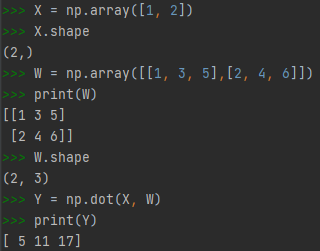 >>> X = np.array([1, 2])
>>> X.shape
(2,)
>>> W = np.array([[1, 3, 5],[2, 4, 6]])
>>> print(W)
[[1 3 5]
 [2 4 6]]
>>> W.shape
(2, 3)
>>> Y = np.dot(X, W)
>>> print(Y)
[ 5 11 17]